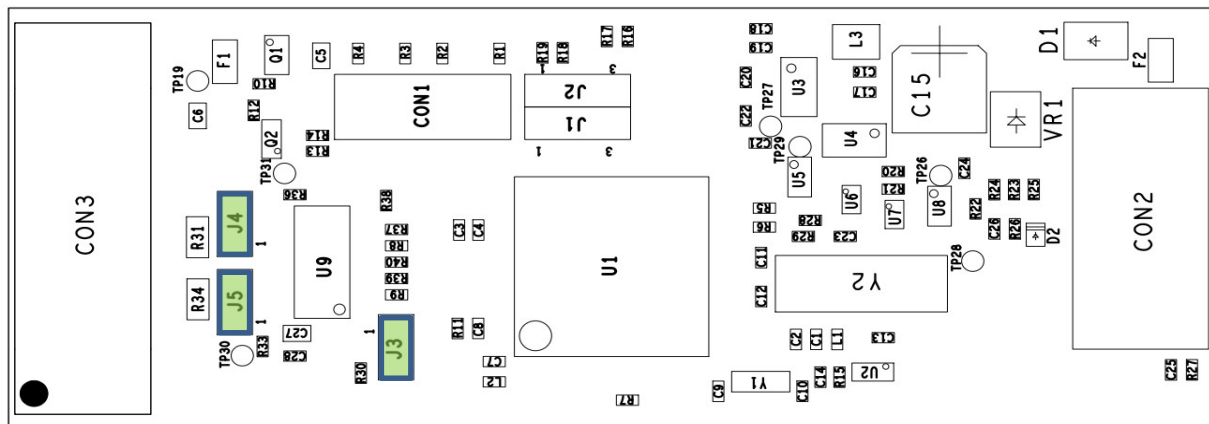 CON3
TP19
F1
Q1
C5
R4
R3
R2
R1
R19
R18
R17
R16
R10
C6
R12
Q2
R14
R13
TP31
CON1
1
3
J2
J1
1
3
C18
C19
L3
D1
F2
C20
TP27
U3
C16
C17
C15
VR1
C22
C21
TP29
U4
U5
R20
R21
TP26
C24
R36
R38
R31
J4
1
U9
R37
R8
R40
R39
R9
C3
C4
U1
R5
R6
U6
R28
R29
C23
U7
U8
R22
R24
R23
R25
C26
R26
D2
CON2
C11
C12
Y2
TP28
R34
J5
1
C27
R33
C28
TP30
1
J3
R30
R11
C8
C7
L2
R7
C2
C1
L1
C13
C9
Y1
C10
C14
R15
U2
C25
R27